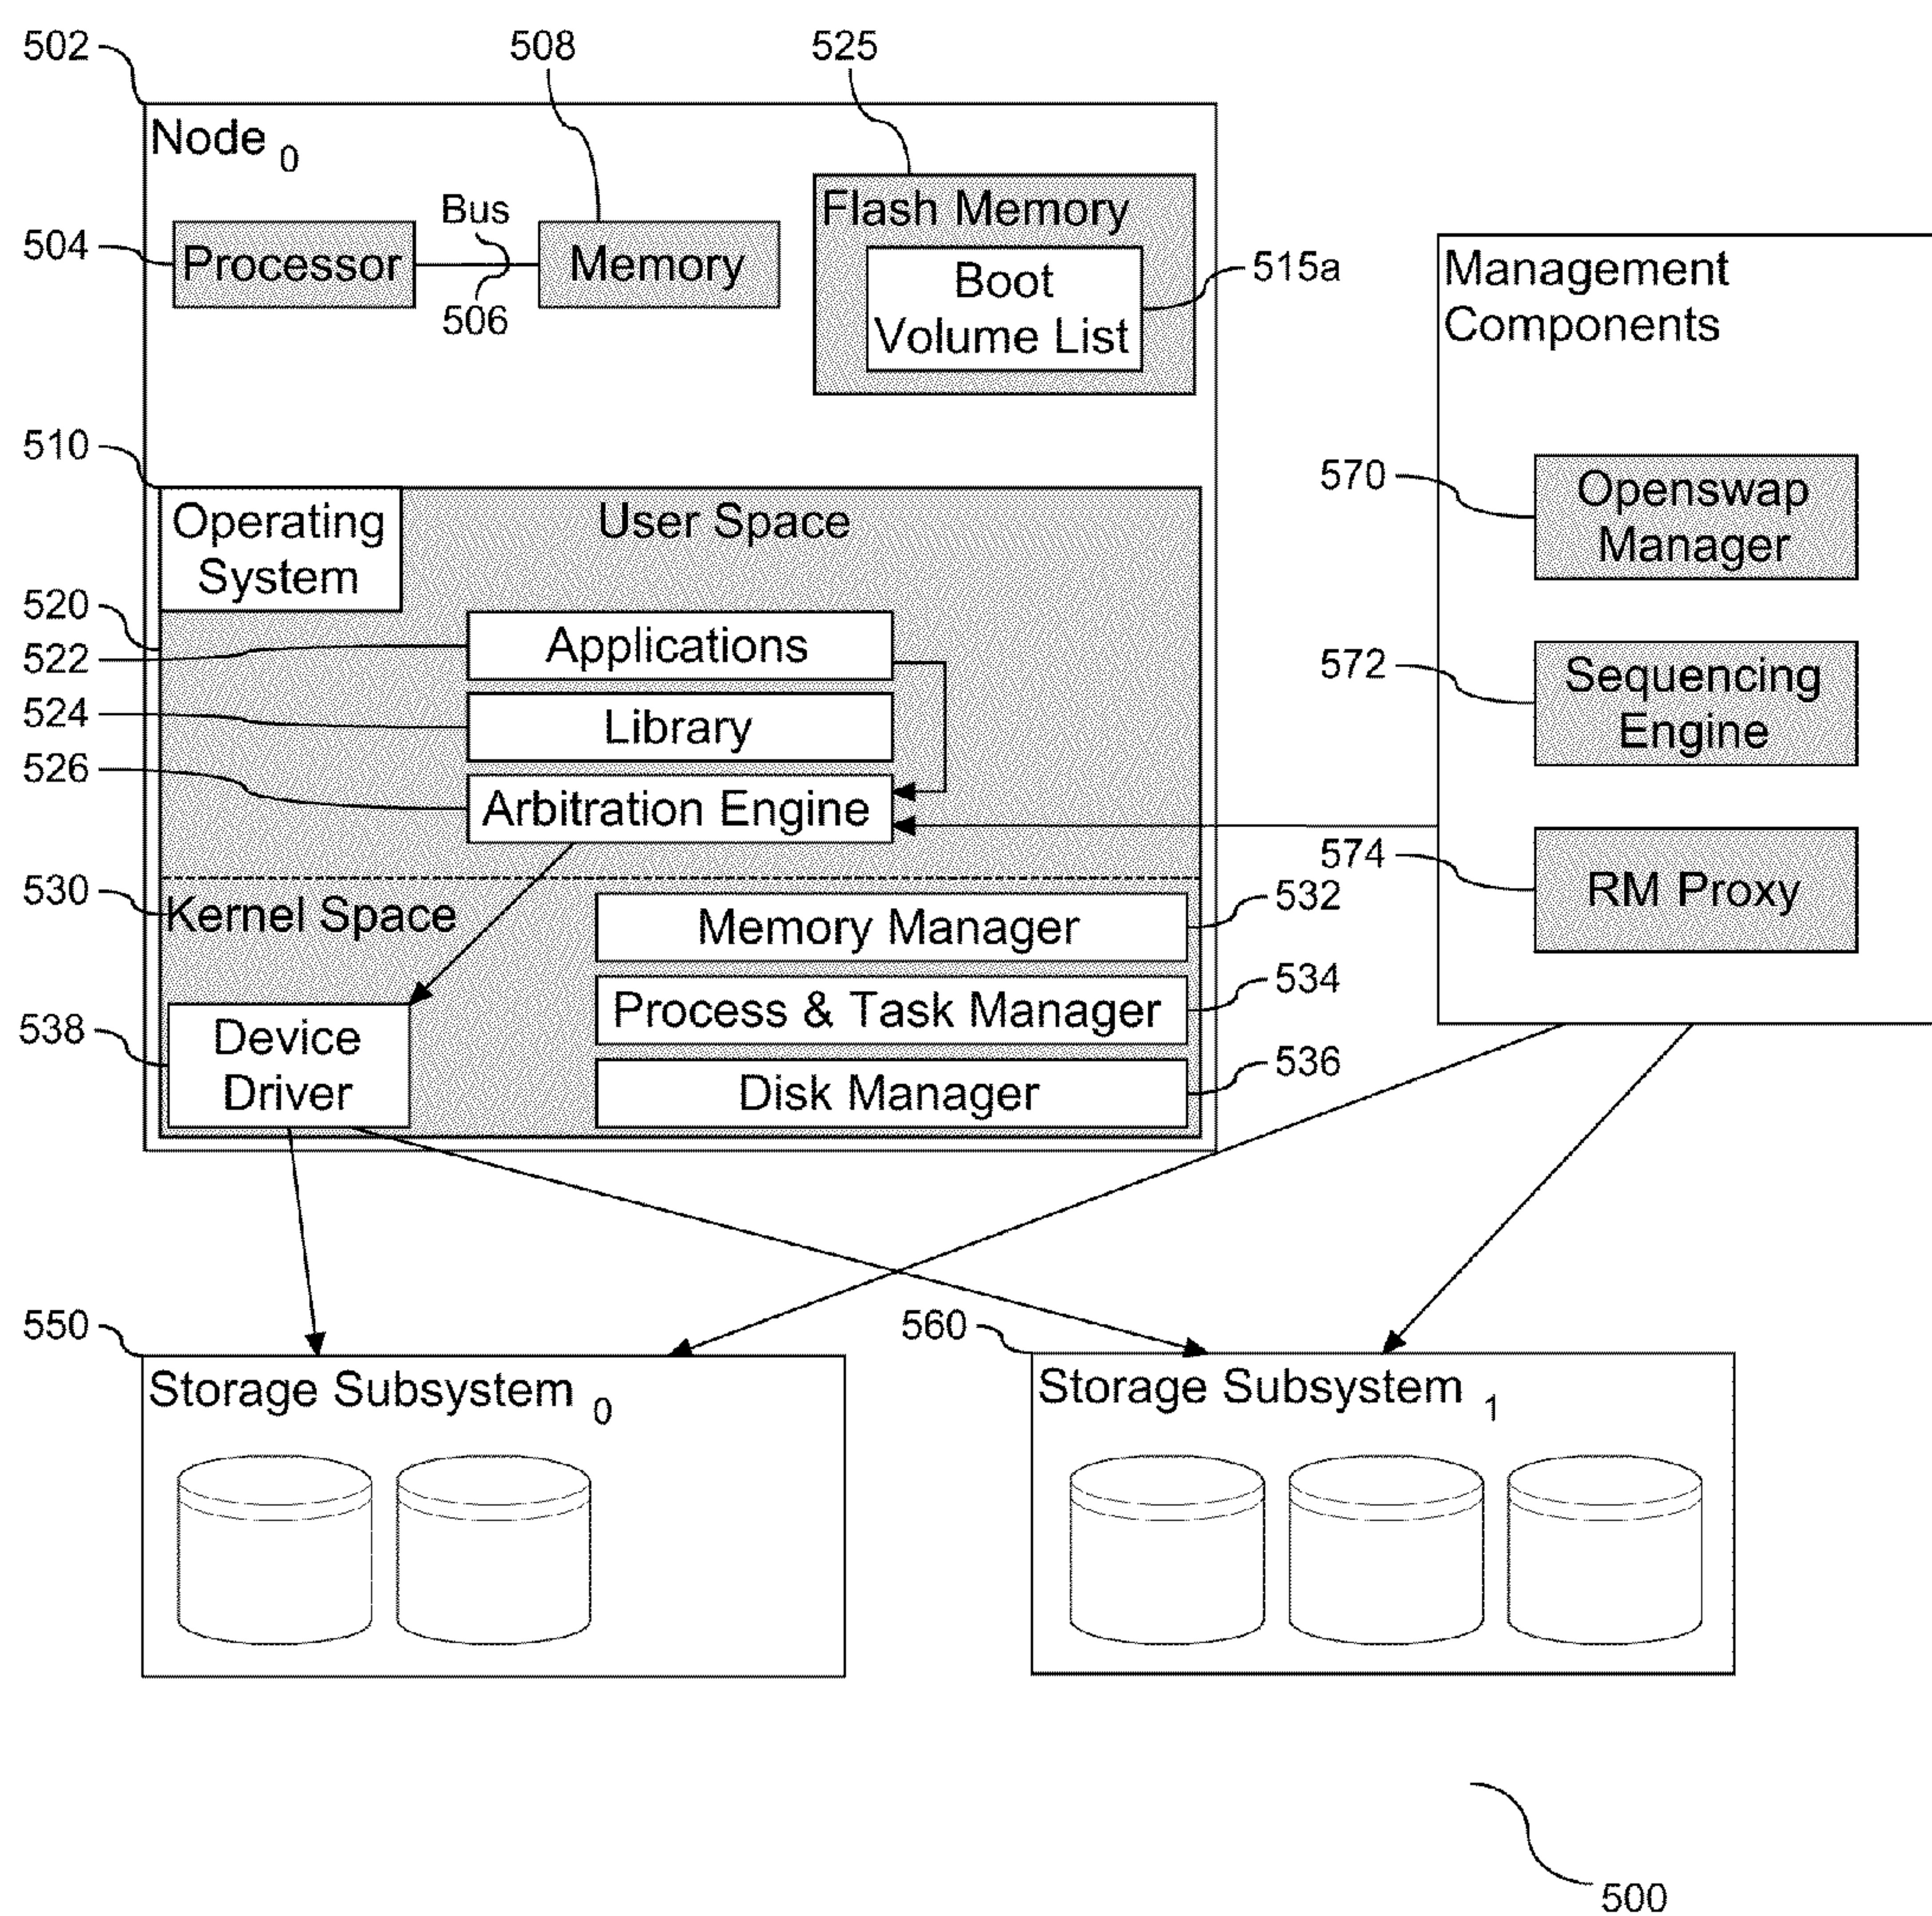 502
508
525
Node 0
Bus
504
Processor
Memory
506
Flash Memory
Boot
Volume List
515a
Management
Components
510
Operating
System
User Space
570
Openswap
Manager
520
522
Applications
572
Sequencing
Engine
524
Library
526
Arbitration Engine
574
RM Proxy
530
Kernel Space
Memory Manager
532
Process & Task Manager
534
538
Device
Driver
Disk Manager
536
550
Storage Subsystem 0
560
Storage Subsystem 1
500